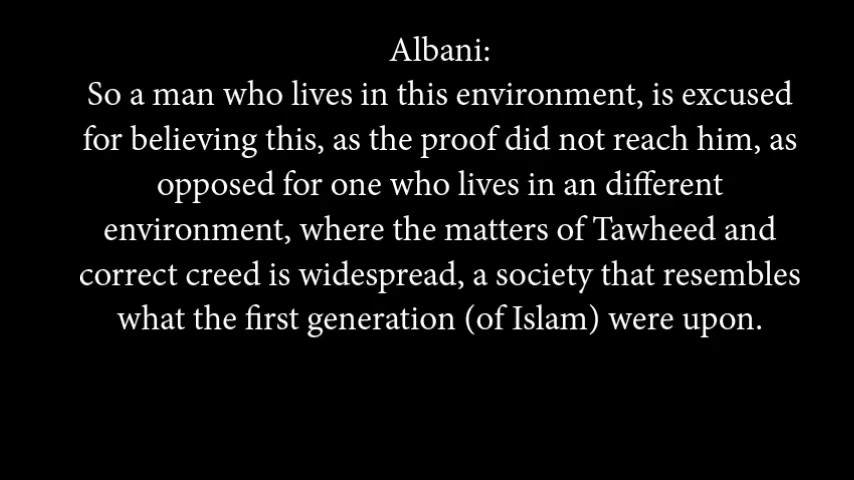 Albani:
So a man who lives in this environment, is excused
for believing this, as the proof did not reach him, as
opposed for one who lives in an different
environment, where the matters of Tawheed and
correct creed is widespread, a society that resembles
what the first generation (of Islam) were upon.